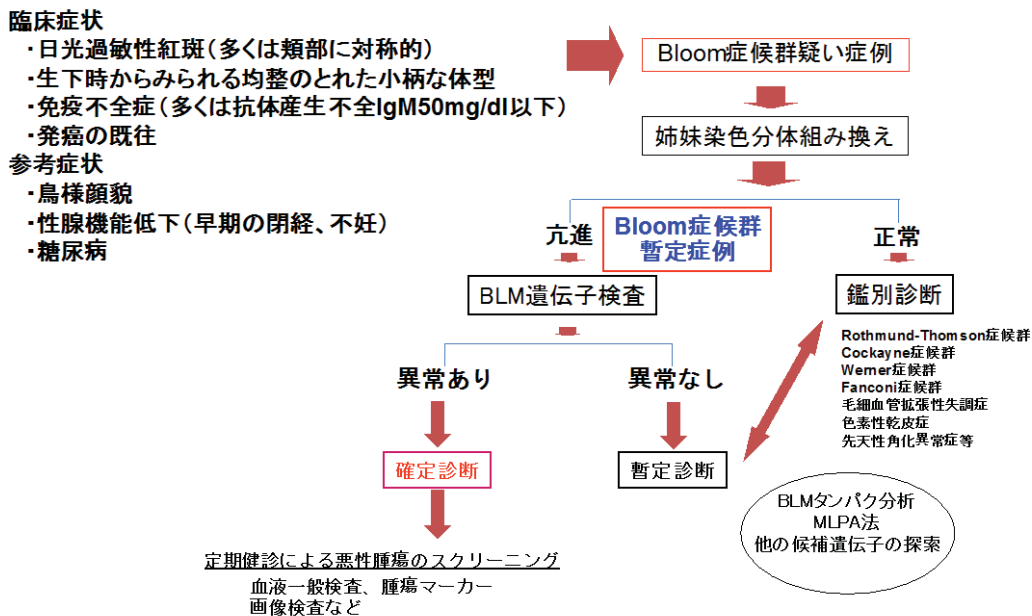 臨床症状
・日光過敏性紅斑(多くは頬部に対称的)
・生下時からみられる均整のとれた小柄な体型
・免疫不全症(多くは抗体産生不全IgM50mg/dl以下)
・発癌の既往
参考症状
・鳥様顔貌
・性腺機能低下(早期の閉経、不妊)
・糖尿病
Bloom症候群疑い症例
姉妹染色分体組み換え
亢進
Bloom症候群
暫定症例
正常
BLM遺伝子検査
鑑別診断
Rothmund-Thomson症候群
Cockayne症候群
Werner症候群
Fanconi症候群
毛細血管拡張性失調症
色素性乾皮症
先天性角化異常症等
異常あり
異常なし
確定診断
暫定診断
BLMタンパク分析
MLPA法
他の候補遺伝子の探索
定期健診による悪性腫瘍のスクリーニング
血液一般検査、腫瘍マーカー
画像検査など